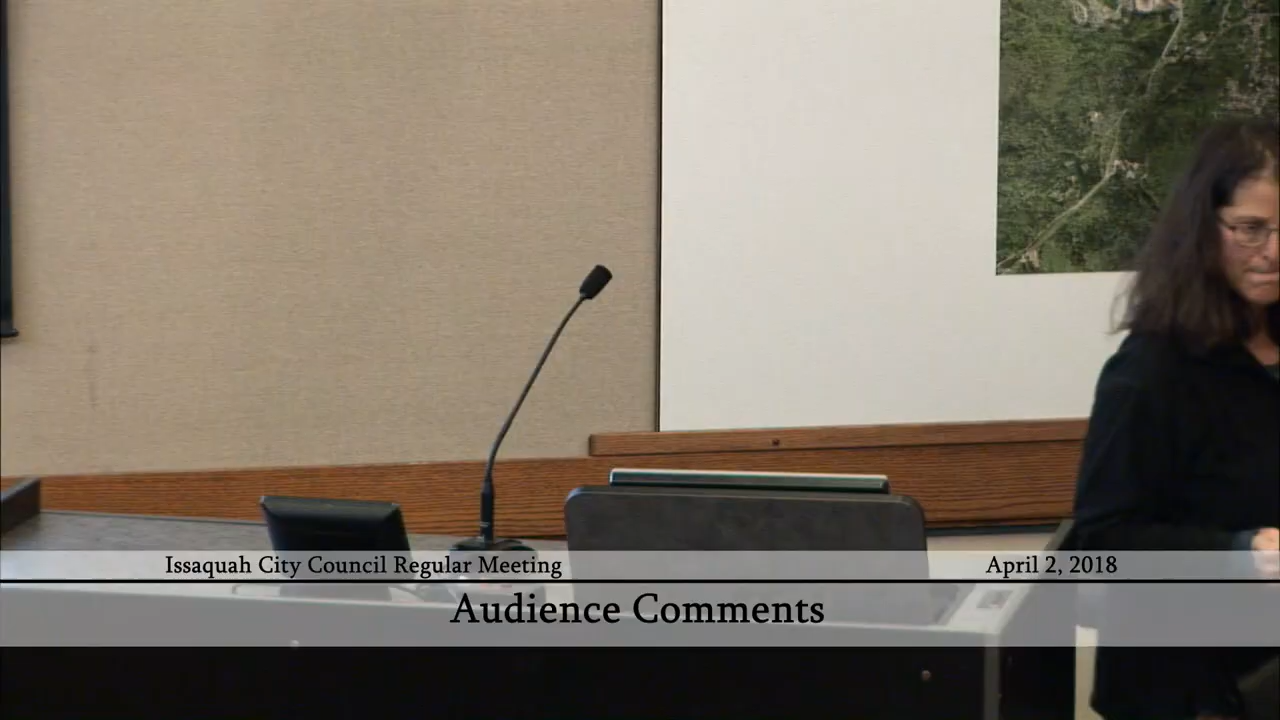 Issaquah City Council Regular Meeting
April 2, 2018
Audience Comments